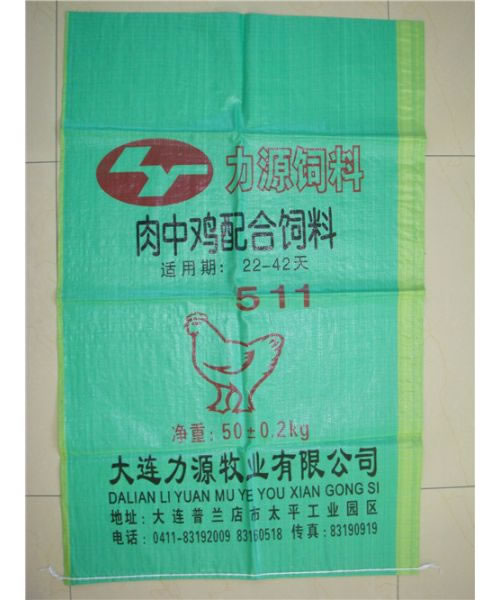 LY 力源饲料
肉中鸡配合饲料
适用期: 22-42天
511
净重: 50±0.2kg
大连力源牧业有限公司
DALIAN LI YUAN MU YE YOU XIAN GONG SI
地址: 大连普兰店市太平工业园区
电话: 0411-83192009 83160518 传真: 83190919